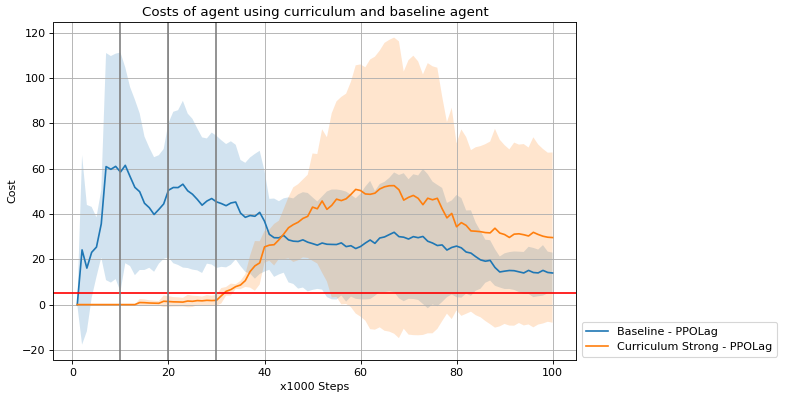 Costs of agent using curriculum and baseline agent
120
100
80
60
40
20
0
−20
Cost
0 20 40 60 80 100
x1000 Steps
Baseline - PPOLag
Curriculum Strong - PPOLag